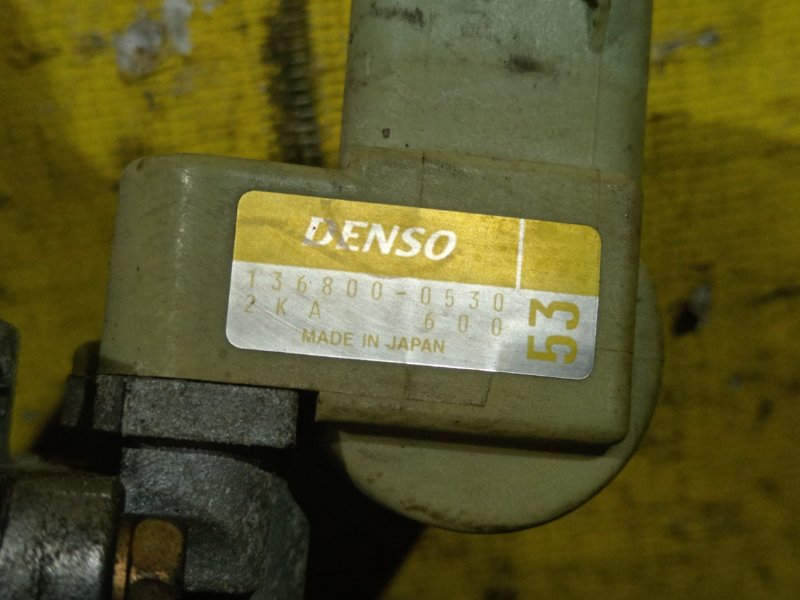 DENSO
136800-0530
2KA 600
MADE IN JAPAN
53